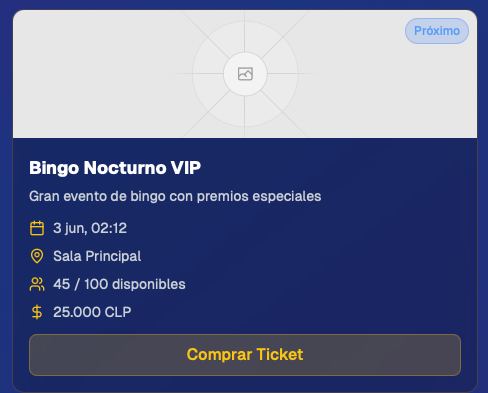 Próximo
Bingo Nocturno VIP
Gran evento de bingo con premios especiales
3 jun, 02:12
Sala Principal
45 / 100 disponibles
25.000 CLP
Comprar Ticket